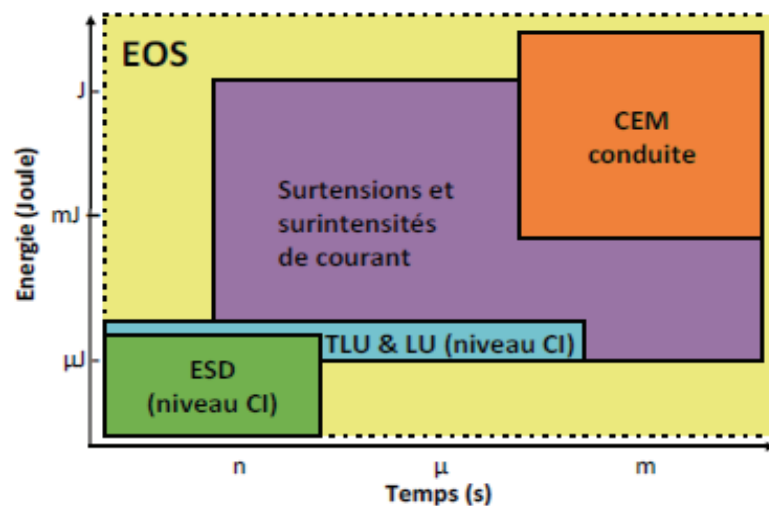 EOS
J
CEM
conduite
Surtensions et
surintensités
de courant
mJ
Energie (Joule)
TLU & LU (niveau CI)
µJ
ESD
(niveau CI)
n
µ
m
Temps (s)